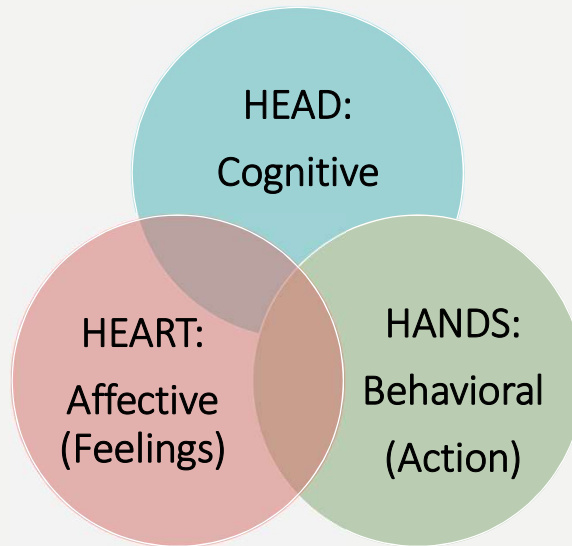 HEAD:
Cognitive
HEART:
Affective
(Feelings)
HANDS:
Behavioral
(Action)